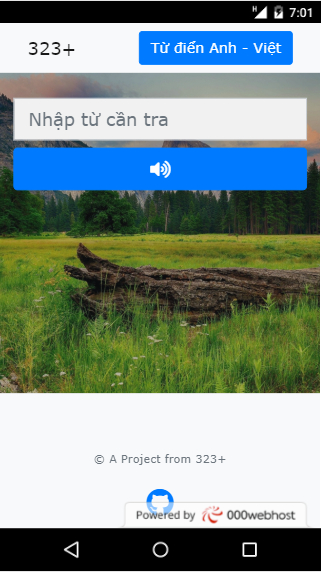 H 7:01
323+ Từ điển Anh - Việt
Nhập từ cần tra
© A Project from 323+
Powered by 000webhost